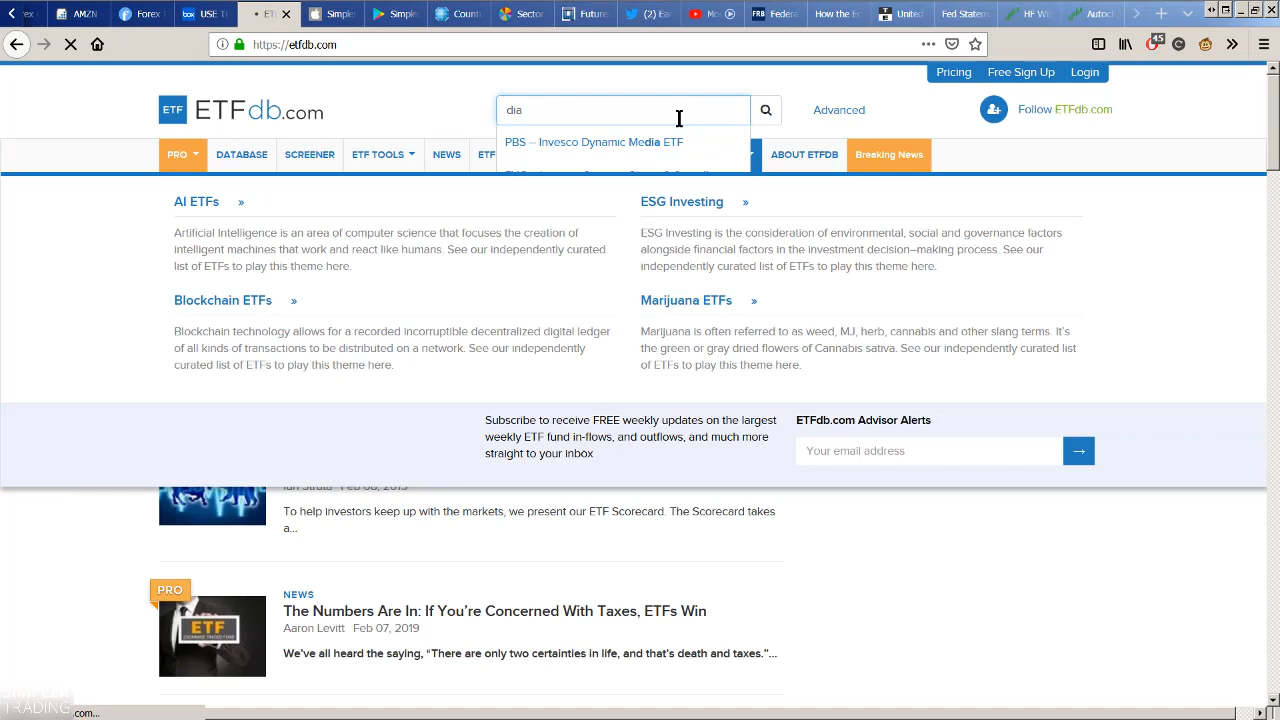 AMZN
Forex
USE T
ET
Simple
Simple
Count
Sector
Future
(2) Ea
Mo
Feder
How the Ec
United
Fed Statem
HF Wi
Autoch
https://etfdb.com
45
Pricing
Free Sign Up
Login
ETF
ETFdb.com
dia
Advanced
Follow ETFdb.com
PBS – Invesco Dynamic Media ETF
PRO
DATABASE
SCREENER
ETF TOOLS
NEWS
ETF
ABOUT ETFDB
Breaking News
AI ETFs »
Artificial Intelligence is an area of computer science that focuses the creation of
intelligent machines that work and react like humans. See our independently curated
list of ETFs to play this theme here.
ESG Investing »
ESG Investing is the consideration of environmental, social and governance factors
alongside financial factors in the investment decision–making process. See our
independently curated list of ETFs to play this theme here.
Blockchain ETFs »
Blockchain technology allows for a recorded incorruptible decentralized digital ledger
of all kinds of transactions to be distributed on a network. See our independently
curated list of ETFs to play this theme here.
Marijuana ETFs »
Marijuana is often referred to as weed, MJ, herb, cannabis and other slang terms. It's
the green or gray dried flowers of Cannabis sativa. See our independently curated list
of ETFs to play this theme here.
Subscribe to receive FREE weekly updates on the largest
weekly ETF fund in-flows, and outflows, and much more
straight to your inbox
ETFdb.com Advisor Alerts
Your email address
→
To help investors keep up with the markets, we present our ETF Scorecard. The Scorecard takes
a...
PRO
ETF
NEWS
The Numbers Are In: If You're Concerned With Taxes, ETFs Win
Aaron Levitt Feb 07, 2019
We've all heard the saying, "There are only two certainties in life, and that's death and taxes."...
SIMPLER
TRADING
.com...